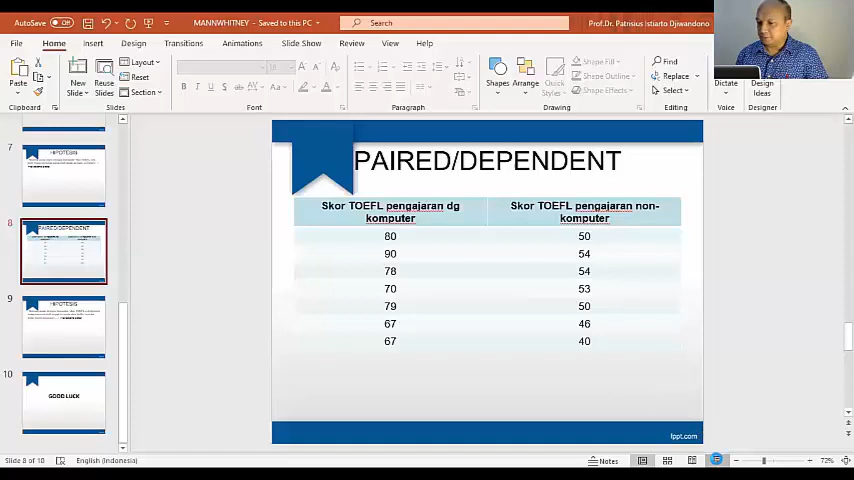 AutoSave Off
MANNWHITNEY - Saved to this PC
Search
Prof.Dr. Patrisius Istiarto Djiwandono
File Home Insert Design Transitions Animations Slide Show Review View Help
Paste
Clipboard
New Slide
Reuse Slides
Layout
Reset
Section
Slides
Font
Paragraph
Shapes
Arrange
Quick Styles
Shape Fill
Shape Outline
Shape Effects
Drawing
Find
Replace
Select
Editing
Dictate
Voice
Design Ideas
Designer
7
HIPOTESIS
8
PAIRED/DEPENDENT
9
HIPOTESIS
10
GOOD LUCK
PAIRED/DEPENDENT
Skor TOEFL pengajaran dg komputer
Skor TOEFL pengajaran non-komputer
80 50
90 54
78 54
70 53
79 50
67 46
67 40
fppt.com
Slide 8 of 10
English (Indonesia)
Notes
72%